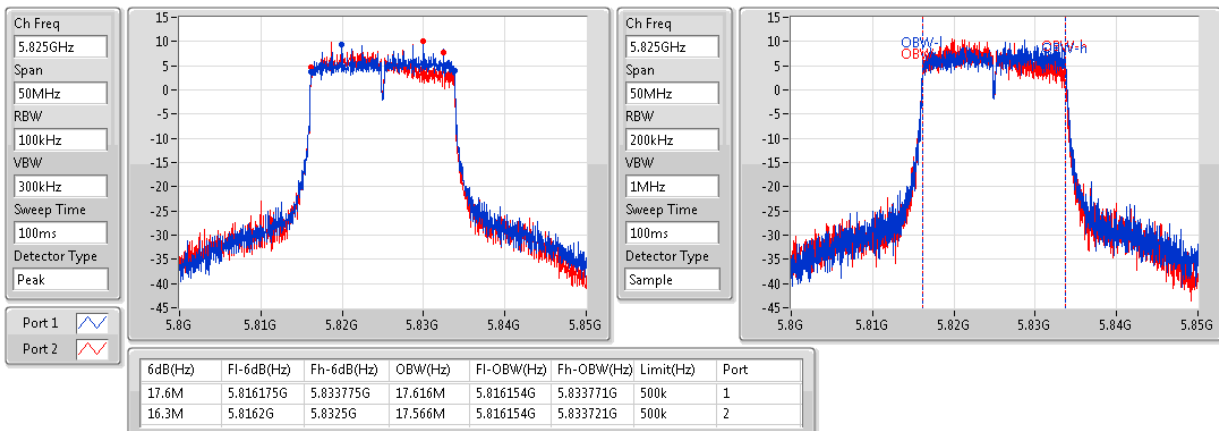 Ch Freq
5.825GHz
Span
50MHz
RBW
100kHz
VBW
300kHz
Sweep Time
100ms
Detector Type
Peak
Port 1
Port 2
15
10
5
0
-5
-10
-15
-20
-25
-30
-35
-40
-45
5.8G 5.81G 5.82G 5.83G 5.84G 5.85G
Ch Freq
5.825GHz
Span
50MHz
RBW
200kHz
VBW
1MHz
Sweep Time
100ms
Detector Type
Sample
15
10
5
0
-5
-10
-15
-20
-25
-30
-35
-40
-45
OBW-l
OBW-h
5.8G 5.81G 5.82G 5.83G 5.84G 5.85G
6dB(Hz) Fl-6dB(Hz) Fh-6dB(Hz) OBW(Hz) Fl-OBW(Hz) Fh-OBW(Hz) Limit(Hz) Port
17.6M 5.816175G 5.833775G 17.616M 5.816154G 5.833771G 500k 1
16.3M 5.8162G 5.8325G 17.566M 5.816154G 5.833721G 500k 2